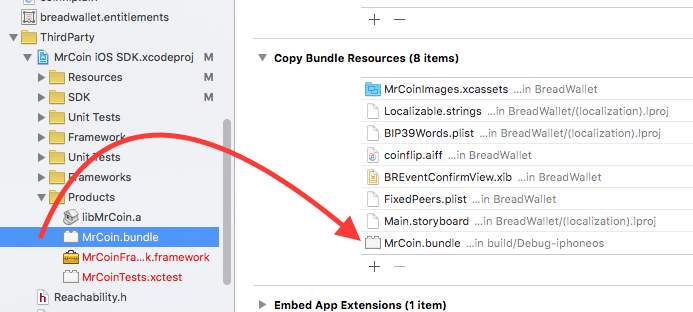 coinflip.aiff
breadwallet.entitlements
ThirdParty
MrCoin iOS SDK.xcodeproj M
Resources M
SDK M
Unit Tests
Framework
Unit Tests
Frameworks
Products
libMrCoin.a
MrCoin.bundle
MrCoinFra...k.framework
MrCoinTests.xctest
Reachability.h
+ −
Copy Bundle Resources (8 items)
MrCoinImages.xcassets ...in BreadWallet
Localizable.strings ...in BreadWallet/(localization).lproj
BIP39Words.plist ...in BreadWallet/(localization).lproj
coinflip.aiff ...in BreadWallet
BREventConfirmView.xib ...in BreadWallet
FixedPeers.plist ...in BreadWallet
Main.storyboard ...in BreadWallet/(localization).lproj
MrCoin.bundle ...in build/Debug-iphoneos
+ −
Embed App Extensions (1 item)